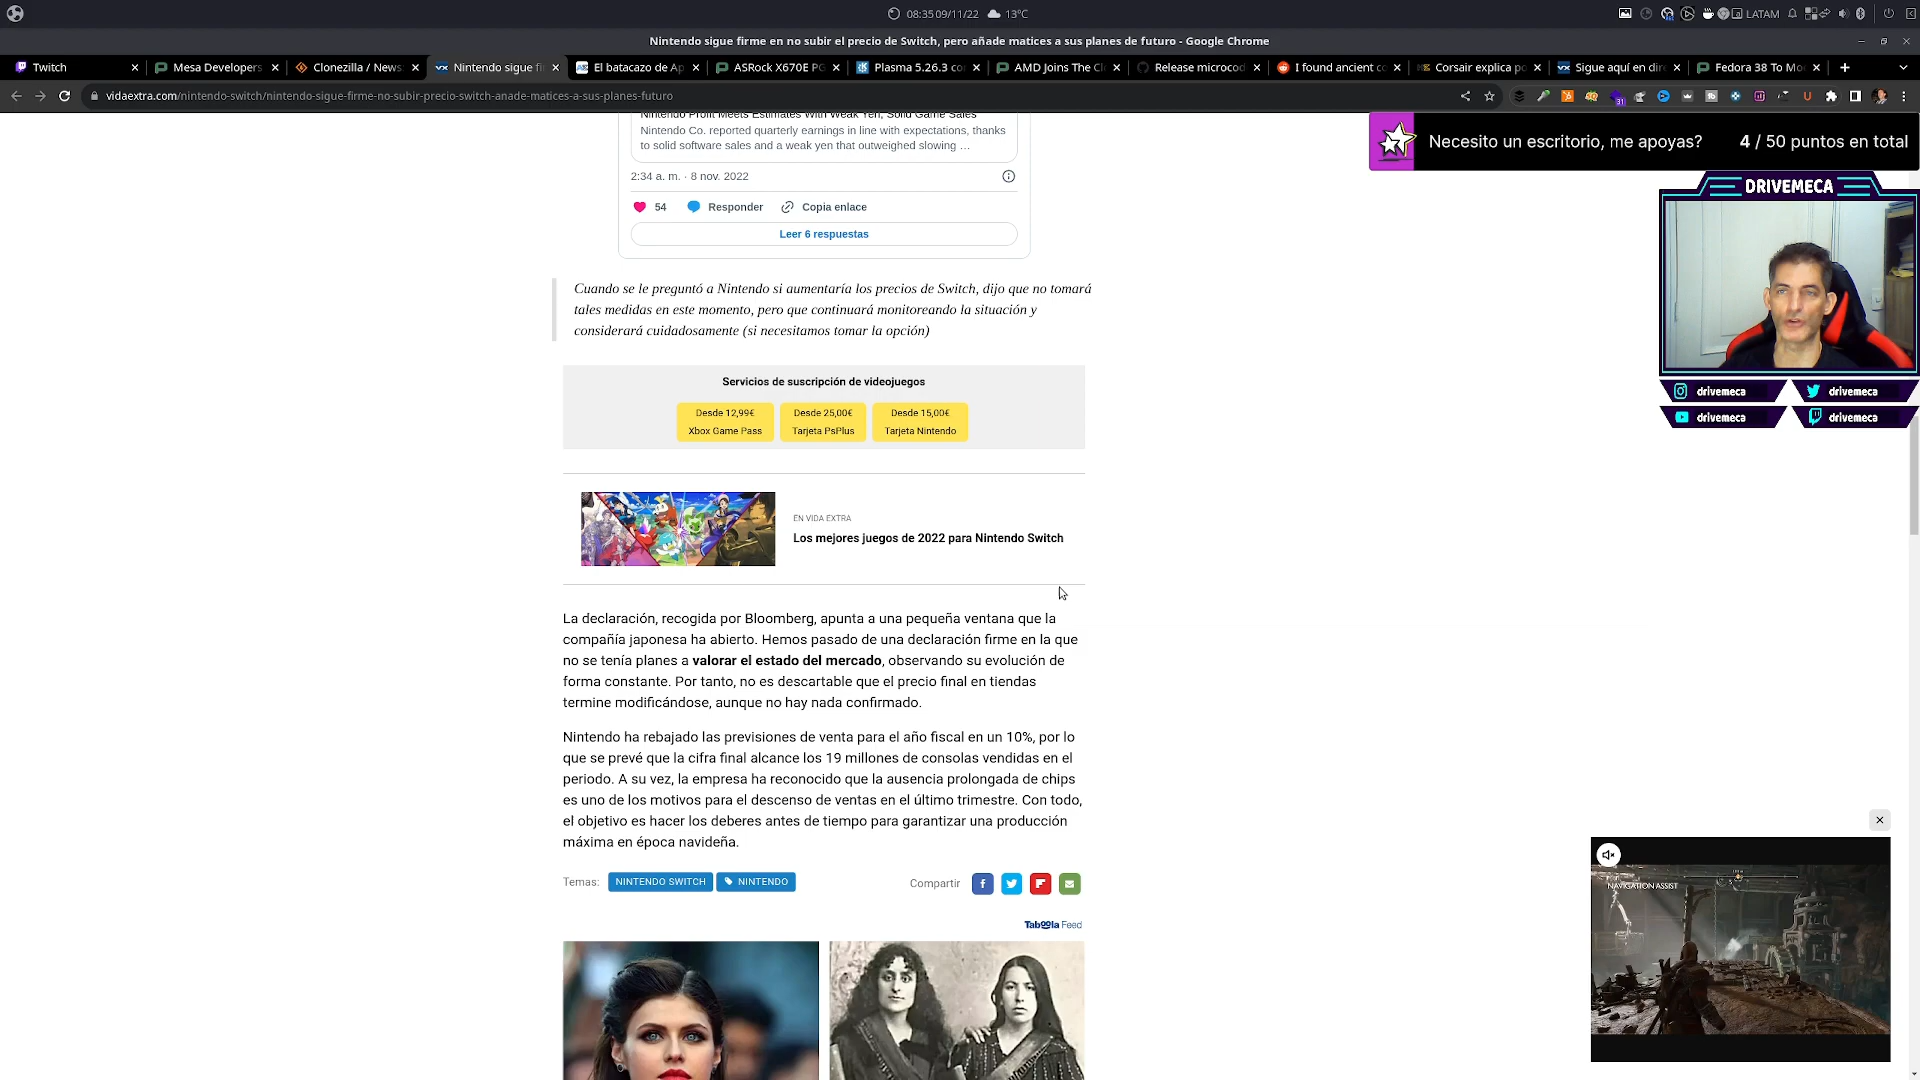 08:35 09/11/22 13°C
LATAM
Nintendo sigue firme en no subir el precio de Switch, pero añade matices a sus planes de futuro - Google Chrome
Twitch
Mesa Developers
Clonezilla / News:
Nintendo sigue fi
El batacazo de Ap
ASRock X670E PG
Plasma 5.26.3 co
AMD Joins The Cl
Release microcod
I found ancient co
Corsair explica po
Sigue aquí en dire
Fedora 38 To Mo
vidaextra.com/nintendo-switch/nintendo-sigue-firme-no-subir-precio-switch-anade-matices-a-sus-planes-futuro
31
Nintendo Profit Meets Estimates With Weak Yen, Solid Game Sales
Nintendo Co. reported quarterly earnings in line with expectations, thanks
to solid software sales and a weak yen that outweighed slowing …
2:34 a. m. · 8 nov. 2022
54 Responder Copia enlace
Leer 6 respuestas
Necesito un escritorio, me apoyas? 4 / 50 puntos en total
DRIVEMECA
drivemeca drivemeca
drivemeca drivemeca
Cuando se le preguntó a Nintendo si aumentaría los precios de Switch, dijo que no tomará
tales medidas en este momento, pero que continuará monitoreando la situación y
considerará cuidadosamente (si necesitamos tomar la opción)
Servicios de suscripción de videojuegos
Desde 12,99€
Xbox Game Pass
Desde 25,00€
Tarjeta PsPlus
Desde 15,00€
Tarjeta Nintendo
EN VIDA EXTRA
Los mejores juegos de 2022 para Nintendo Switch
La declaración, recogida por Bloomberg, apunta a una pequeña ventana que la
compañía japonesa ha abierto. Hemos pasado de una declaración firme en la que
no se tenía planes a valorar el estado del mercado, observando su evolución de
forma constante. Por tanto, no es descartable que el precio final en tiendas
termine modificándose, aunque no hay nada confirmado.
Nintendo ha rebajado las previsiones de venta para el año fiscal en un 10%, por lo
que se prevé que la cifra final alcance los 19 millones de consolas vendidas en el
periodo. A su vez, la empresa ha reconocido que la ausencia prolongada de chips
es uno de los motivos para el descenso de ventas en el último trimestre. Con todo,
el objetivo es hacer los deberes antes de tiempo para garantizar una producción
máxima en época navideña.
Temas: NINTENDO SWITCH NINTENDO
Compartir
Taboola Feed
NAVIGATION ASSIST